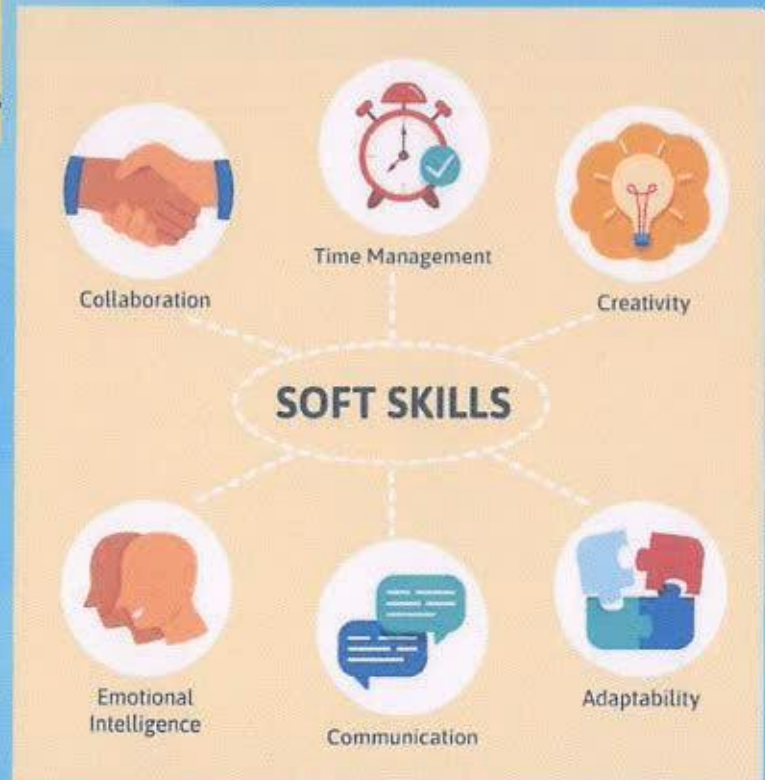 Time Management
Collaboration
Creativity
SOFT SKILLS
Emotional
Intelligence
Communication
Adaptability